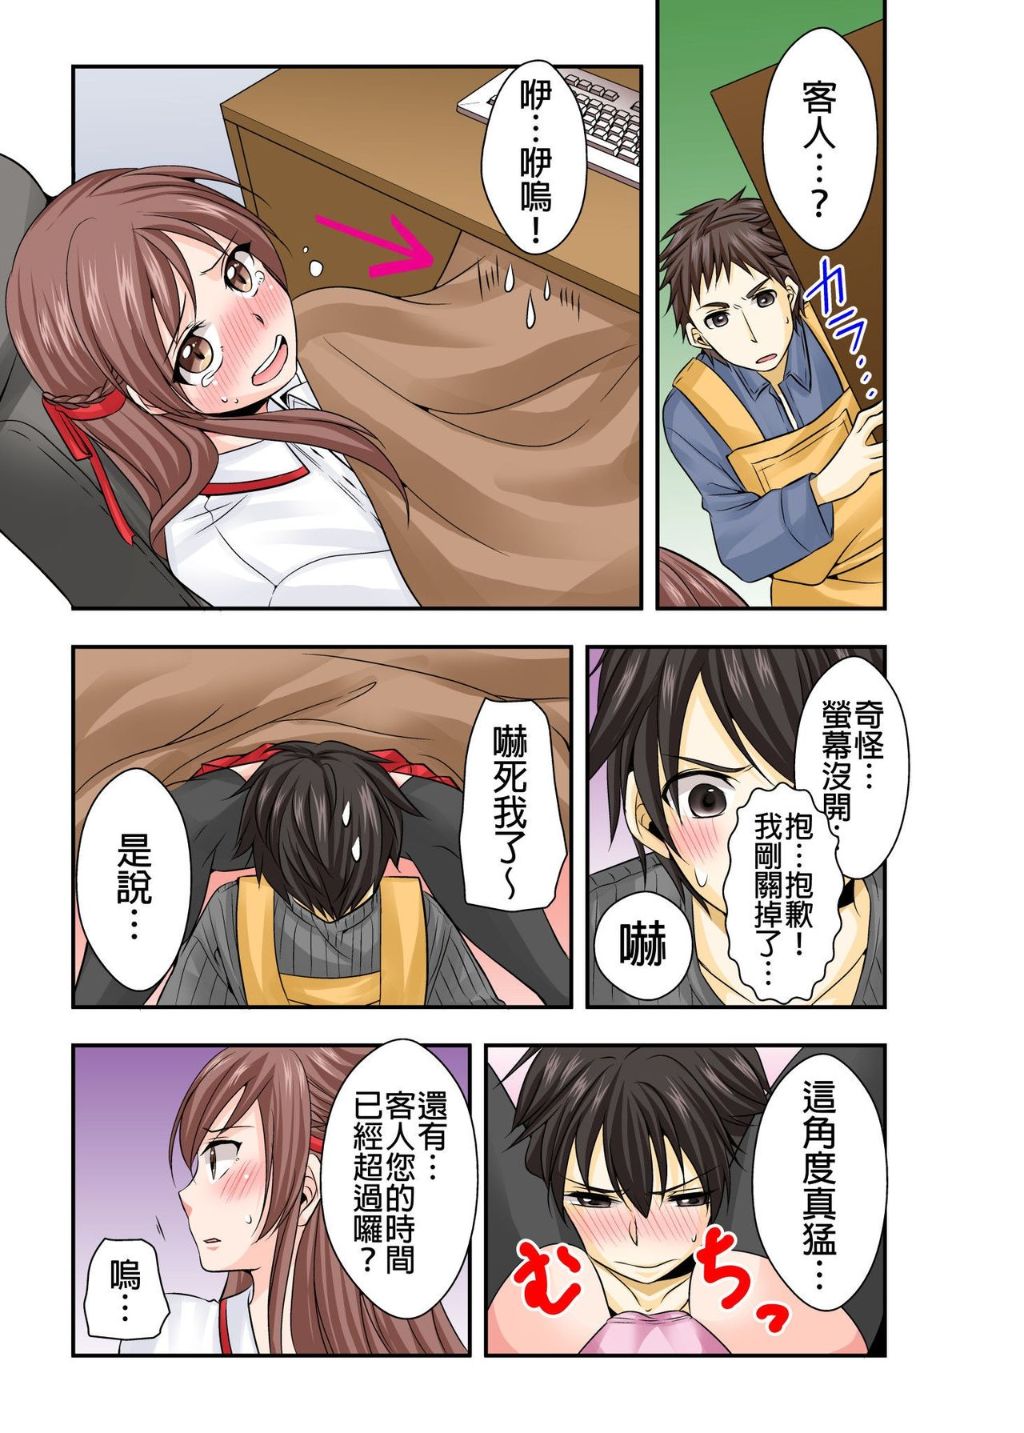 客人…？
カラ…
咿…咿嗚！
奇怪…
螢幕沒開…
抱…抱歉！
我剛關掉了…
嚇
嚇死我了～
是說…
這角度真猛…
むちっ
還有…
客人您的時間
已經超過囉？
嗚…